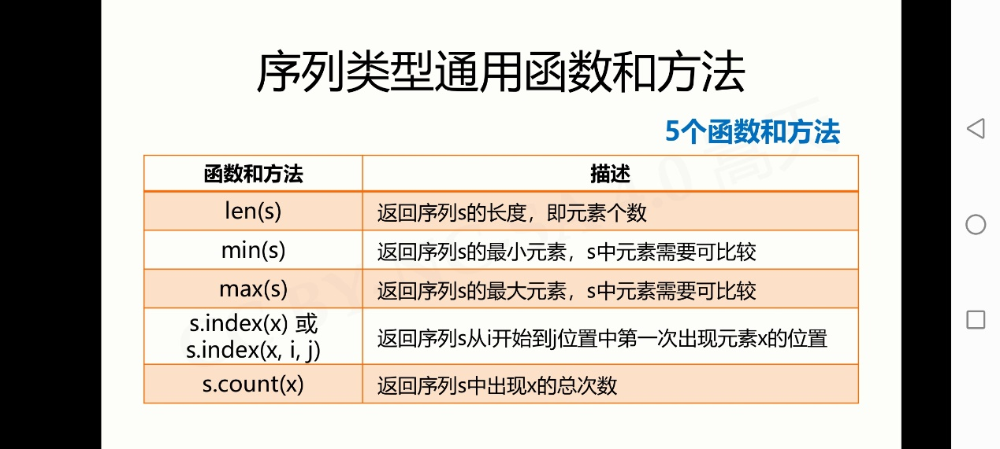 序列类型通用函数和方法
5个函数和方法
函数和方法 描述
len(s) 返回序列s的长度，即元素个数
min(s) 返回序列s的最小元素，s中元素需要可比较
max(s) 返回序列s的最大元素，s中元素需要可比较
s.index(x) 或
s.index(x, i, j) 返回序列s从i开始到j位置中第一次出现元素x的位置
s.count(x) 返回序列s中出现x的总次数